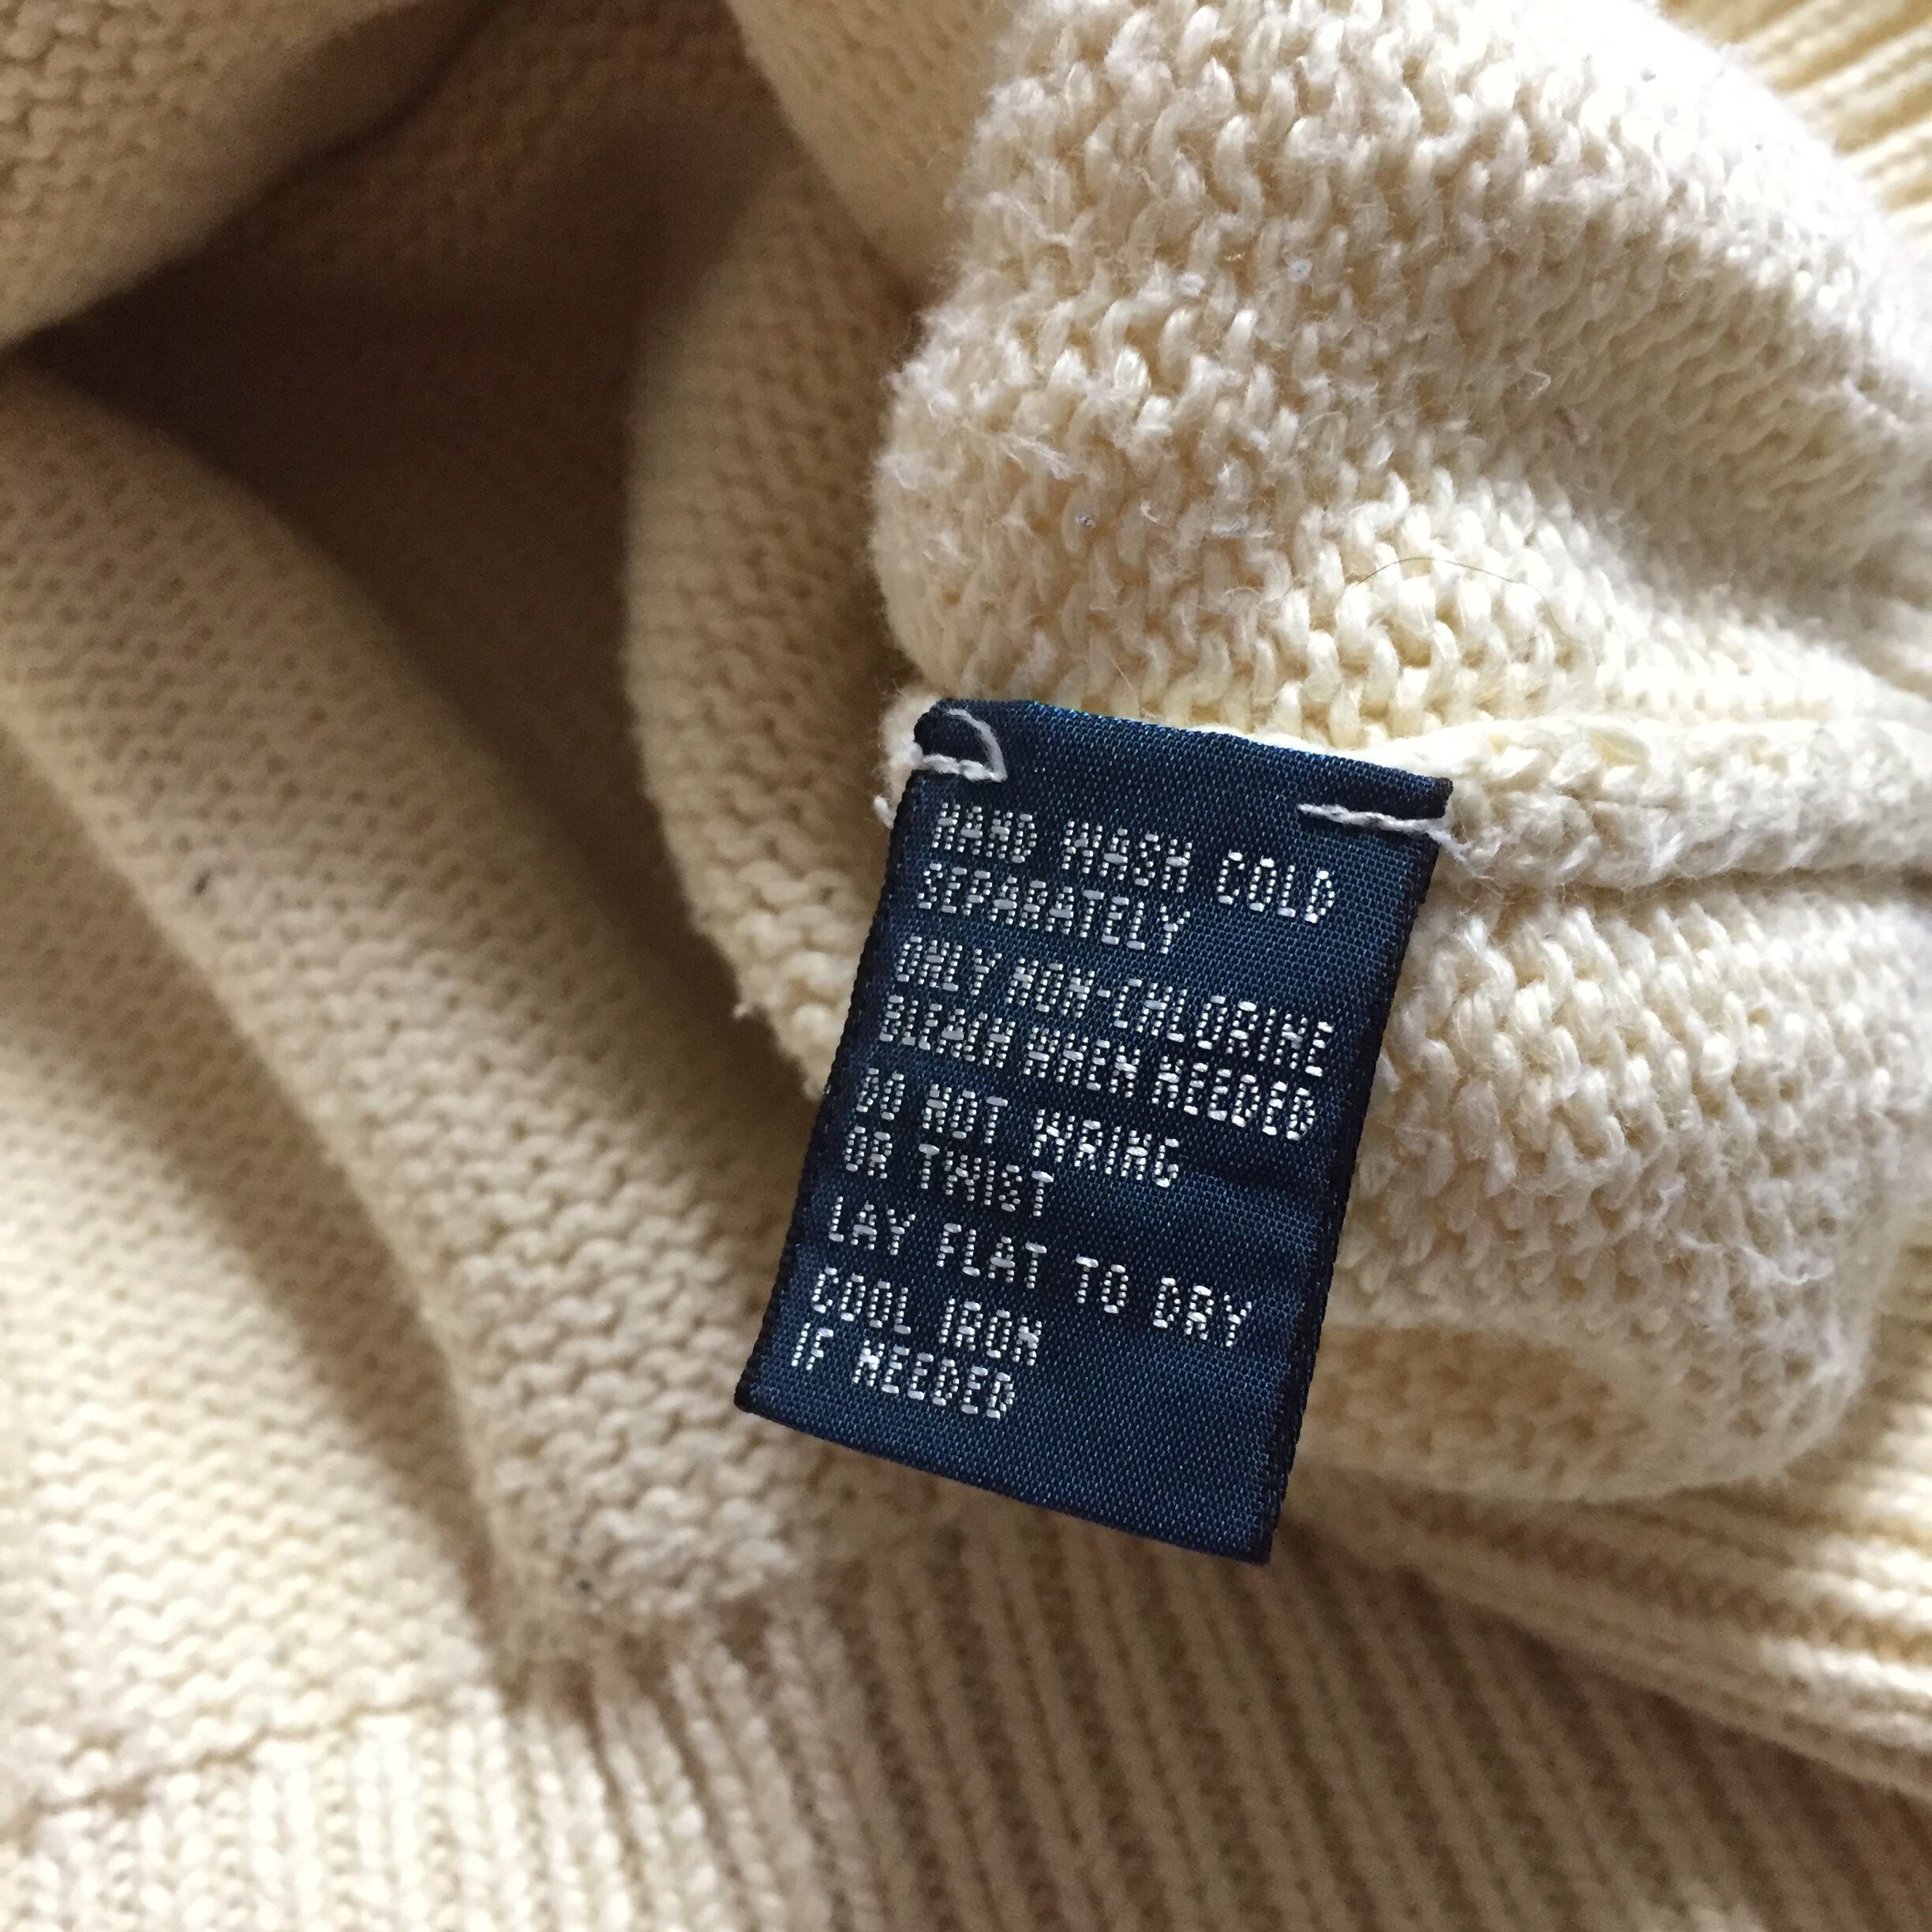 HAND WASH COLD
SEPARATELY
ONLY NON-CHLORINE
BLEACH WHEN NEEDED
DO NOT WRING
OR TWIST
LAY FLAT TO DRY
COOL IRON
IF NEEDED